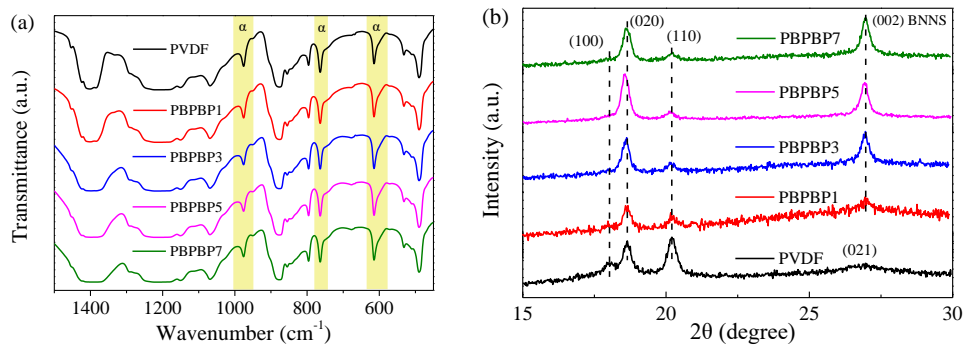 (a)
α α α
PVDF
PBPBP1
PBPBP3
PBPBP5
PBPBP7
Transmittance (a.u.)
1400 1200 1000 800 600
Wavenumber (cm⁻¹)
(b)
(100) (020) (110) (002) BNNS
PBPBP7
PBPBP5
PBPBP3
PBPBP1
PVDF
(021)
Intensity (a.u.)
15 20 25 30
2θ (degree)